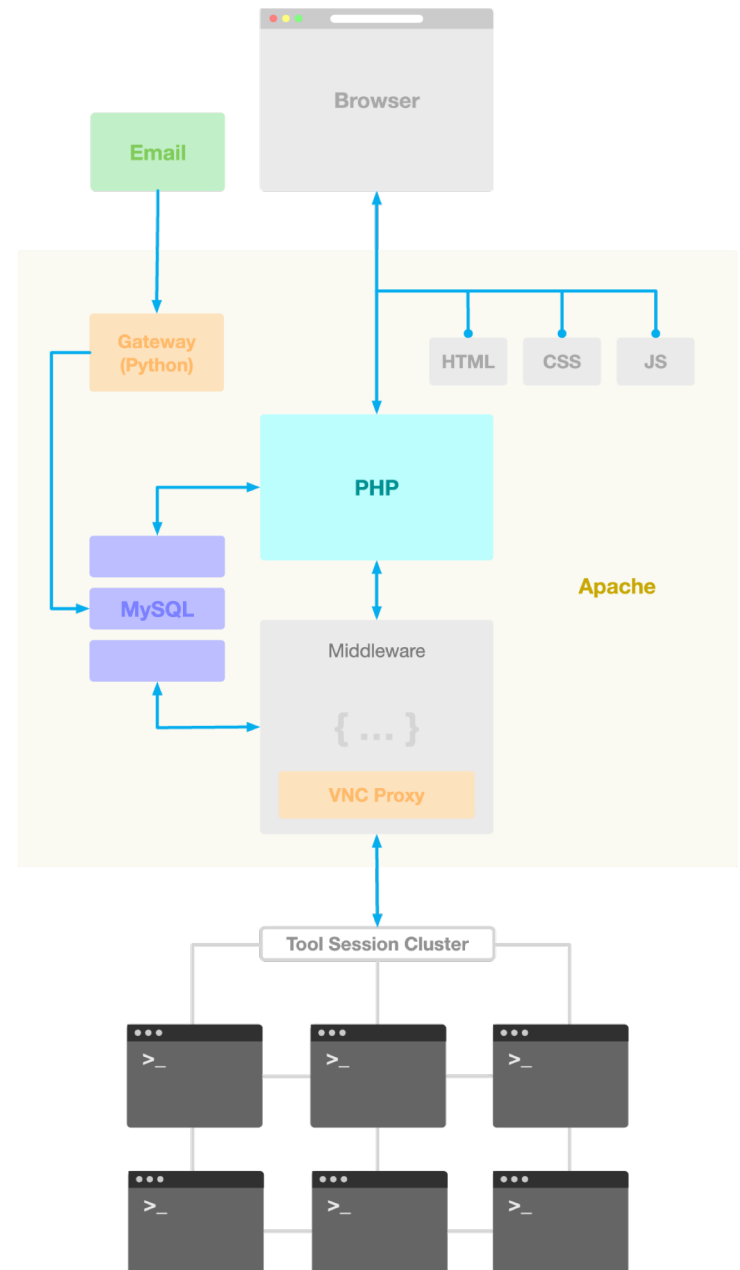 Browser
Email
Gateway
(Python)
HTML
CSS
JS
PHP
Apache
MySQL
Middleware
{ ... }
VNC Proxy
Tool Session Cluster
>_
>_
>_
>_
>_
>_